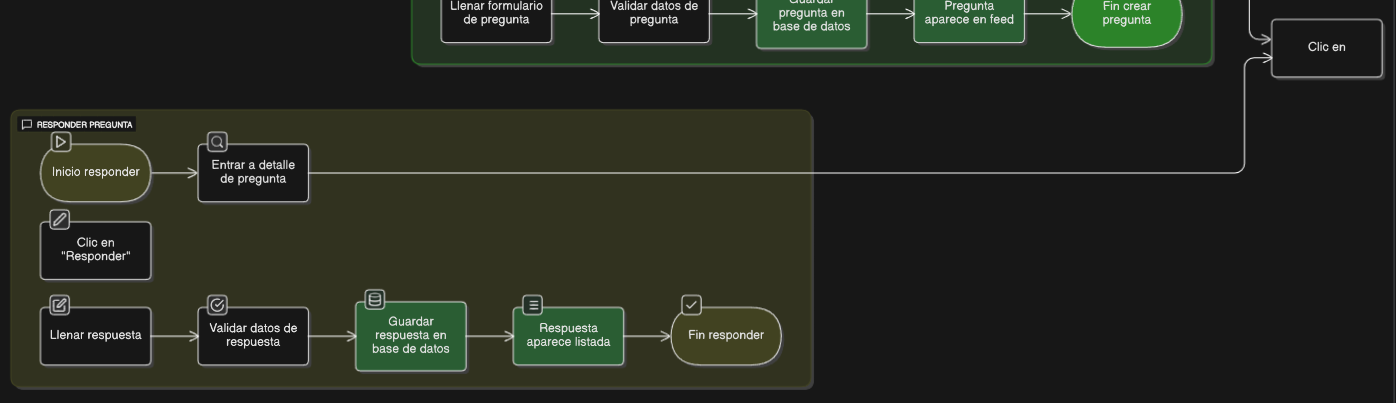 Llenar formulario
de pregunta
Validar datos de
pregunta
Guardar
pregunta en
base de datos
Pregunta
aparece en feed
Fin crear
pregunta
Clic en
RESPONDER PREGUNTA
Inicio responder
Entrar a detalle
de pregunta
Clic en
"Responder"
Llenar respuesta
Validar datos de
respuesta
Guardar
respuesta en
base de datos
Respuesta
aparece listada
Fin responder